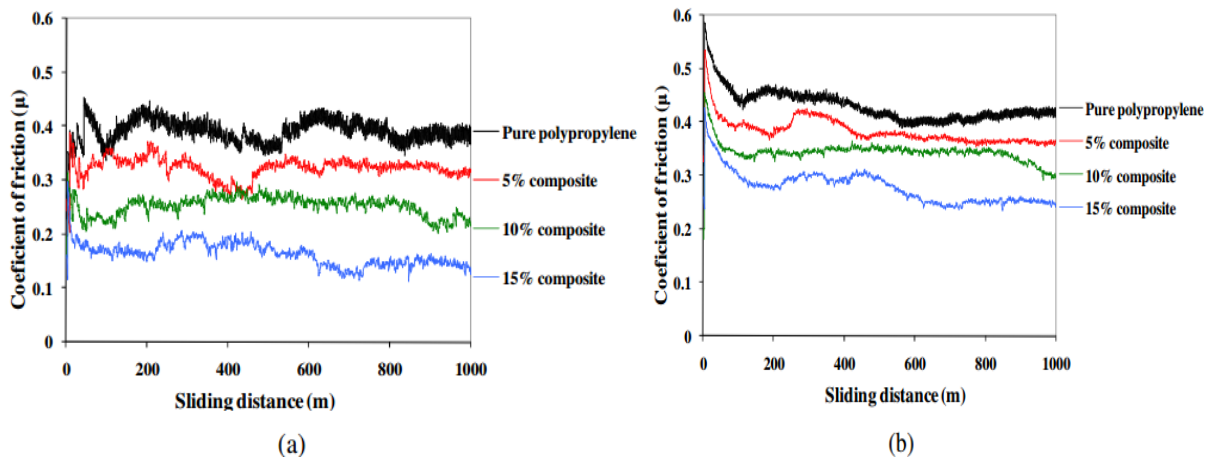 0.6
0.5
0.4
0.3
0.2
0.1
0
Coeficient of friction (µ)
0 200 400 600 800 1000
Sliding distance (m)
Pure polypropylene
5% composite
10% composite
15% composite
(a)
0.6
0.5
0.4
0.3
0.2
0.1
0
Coeficient of friction (µ)
0 200 400 600 800 1000
Sliding distance (m)
Pure polypropylene
5% composite
10% composite
15% composite
(b)